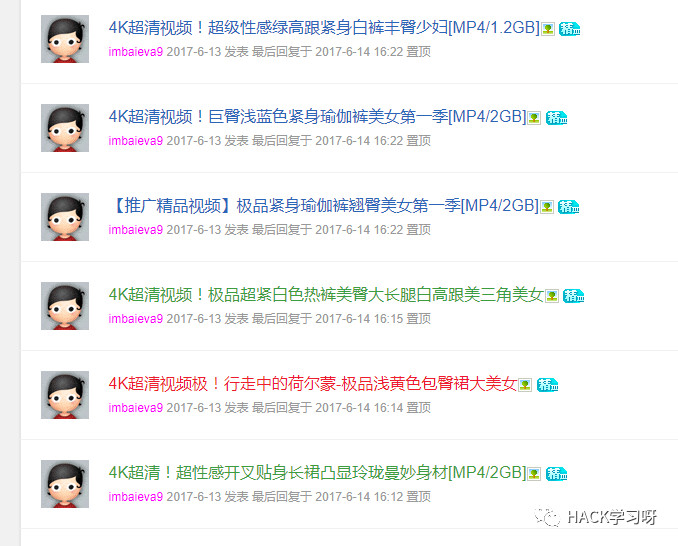 4K超清视频！超级性感绿高跟紧身白裤丰臀少妇[MP4/1.2GB] 精
imbaieva9 2017-6-13 发表 最后回复于 2017-6-14 16:22 置顶
4K超清视频！巨臀浅蓝色紧身瑜伽裤美女第一季[MP4/2GB] 精
imbaieva9 2017-6-13 发表 最后回复于 2017-6-14 16:22 置顶
【推广精品视频】极品紧身瑜伽裤翘臀美女第一季[MP4/2GB] 精
imbaieva9 2017-6-13 发表 最后回复于 2017-6-14 16:22 置顶
4K超清视频！极品超紧白色热裤美臀大长腿白高跟美三角美女 精
imbaieva9 2017-6-13 发表 最后回复于 2017-6-14 16:15 置顶
4K超清视频极！行走中的荷尔蒙-极品浅黄色包臀裙大美女 精
imbaieva9 2017-6-13 发表 最后回复于 2017-6-14 16:14 置顶
4K超清！超性感开叉贴身长裙凸显玲珑曼妙身材[MP4/2GB] 精
imbaieva9 2017-6-13 发表 最后回复于 2017-6-14 16:12 置顶
HACK学习呀